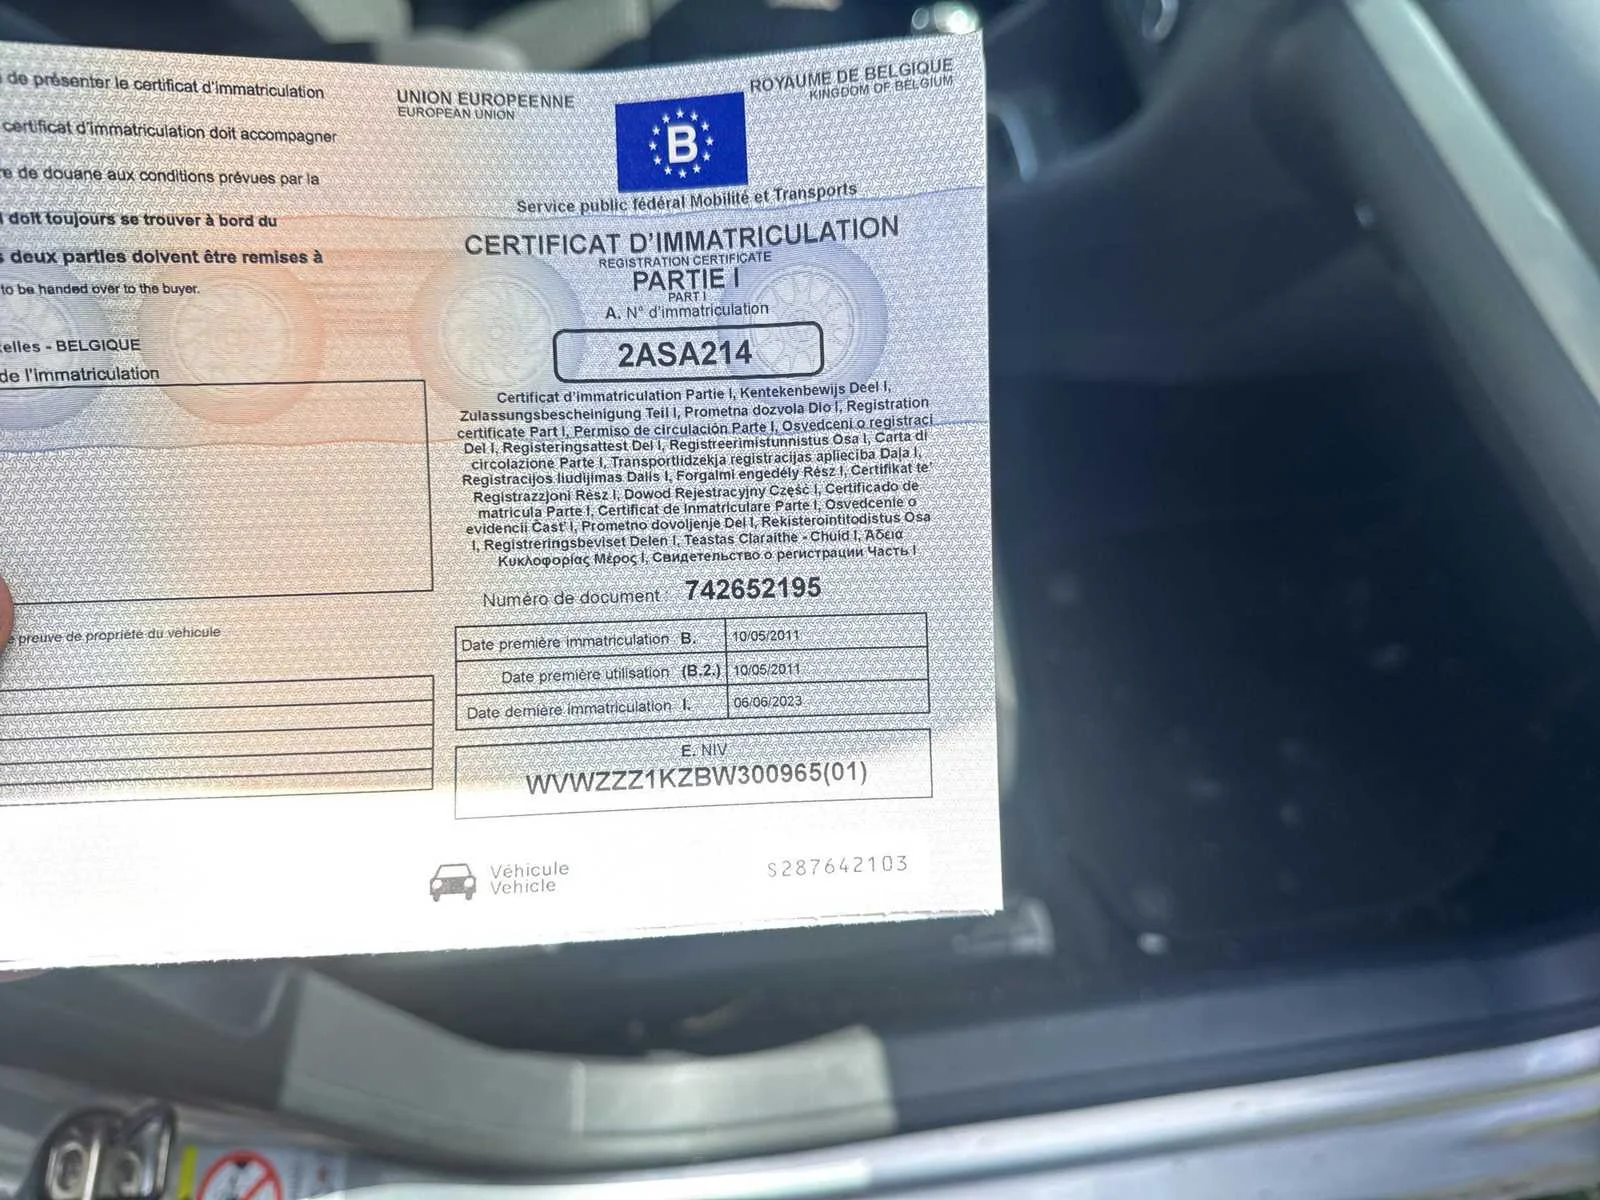 de présenter le certificat d'immatriculation
certificat d'immatriculation doit accompagner
de douane aux conditions prévues par la
doit toujours se trouver à bord du
deux parties doivent être remises à
to be handed over to the buyer.
- BELGIQUE
de l'immatriculation
preuve de propriété du véhicule
UNION EUROPEENNE
EUROPEAN UNION
B
ROYAUME DE BELGIQUE
KINGDOM OF BELGIUM
Service public fédéral Mobilité et Transports
CERTIFICAT D'IMMATRICULATION
REGISTRATION CERTIFICATE
PARTIE I
PART I
A. N° d'immatriculation
2ASA214
Certificat d'immatriculation Partie I, Kentekenbewijs Deel I,
Zulassungsbescheinigung Teil I, Prometna dozvola Dio I, Registration
certificate Part I, Permiso de circulación Parte I, Osvedceni o registraci
Del I, Registeringsattest Del I, Registreerimistunnistus Osa I, Carta di
circolazione Parte I, Transportlidzekja registracijas aplieciba Daļa I,
Registracijos liudijimas Dalis I, Forgalmi engedély Rész I, Certifikat te'
Registrazzjoni Rész I, Dowod Rejestracyjny Część I, Certificado de
matricula Parte I, Certificat de Inmatriculare Parte I, Osvedcenie o
evidencii Čast' I, Prometno dovoljenje Del I, Rekisterointitodistus Osa
I, Registreringsbeviset Delen I, Teastas Claraithe - Chuid I, Άδεια
Κυκλοφορίας Μέρος I, Свидетельство о регистрации Часть I
Numéro de document : 742652195
Date première immatriculation B. 10/05/2011
Date première utilisation (B.2.) 10/05/2011
Date dernière immatriculation I. 06/06/2023
E. NIV
WVWZZZ1KZBW300965(01)
Véhicule
Vehicle
S287642103